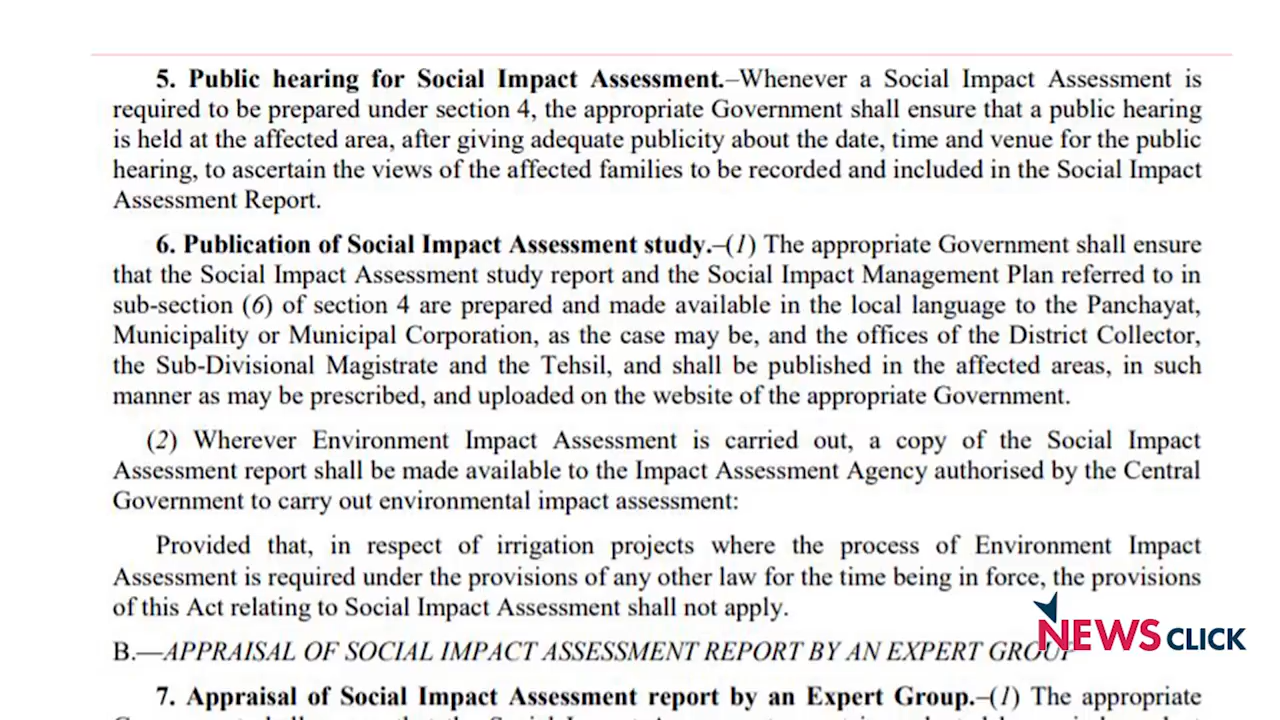 5. Public hearing for Social Impact Assessment.–Whenever a Social Impact Assessment is
required to be prepared under section 4, the appropriate Government shall ensure that a public hearing
is held at the affected area, after giving adequate publicity about the date, time and venue for the public
hearing, to ascertain the views of the affected families to be recorded and included in the Social Impact
Assessment Report.
6. Publication of Social Impact Assessment study.–(1) The appropriate Government shall ensure
that the Social Impact Assessment study report and the Social Impact Management Plan referred to in
sub-section (6) of section 4 are prepared and made available in the local language to the Panchayat,
Municipality or Municipal Corporation, as the case may be, and the offices of the District Collector,
the Sub-Divisional Magistrate and the Tehsil, and shall be published in the affected areas, in such
manner as may be prescribed, and uploaded on the website of the appropriate Government.
(2) Wherever Environment Impact Assessment is carried out, a copy of the Social Impact
Assessment report shall be made available to the Impact Assessment Agency authorised by the Central
Government to carry out environmental impact assessment:
Provided that, in respect of irrigation projects where the process of Environment Impact
Assessment is required under the provisions of any other law for the time being in force, the provisions
of this Act relating to Social Impact Assessment shall not apply.
NEWSCLICK
B.—APPRAISAL OF SOCIAL IMPACT ASSESSMENT REPORT BY AN EXPERT GROUP
7. Appraisal of Social Impact Assessment report by an Expert Group.–(1) The appropriate